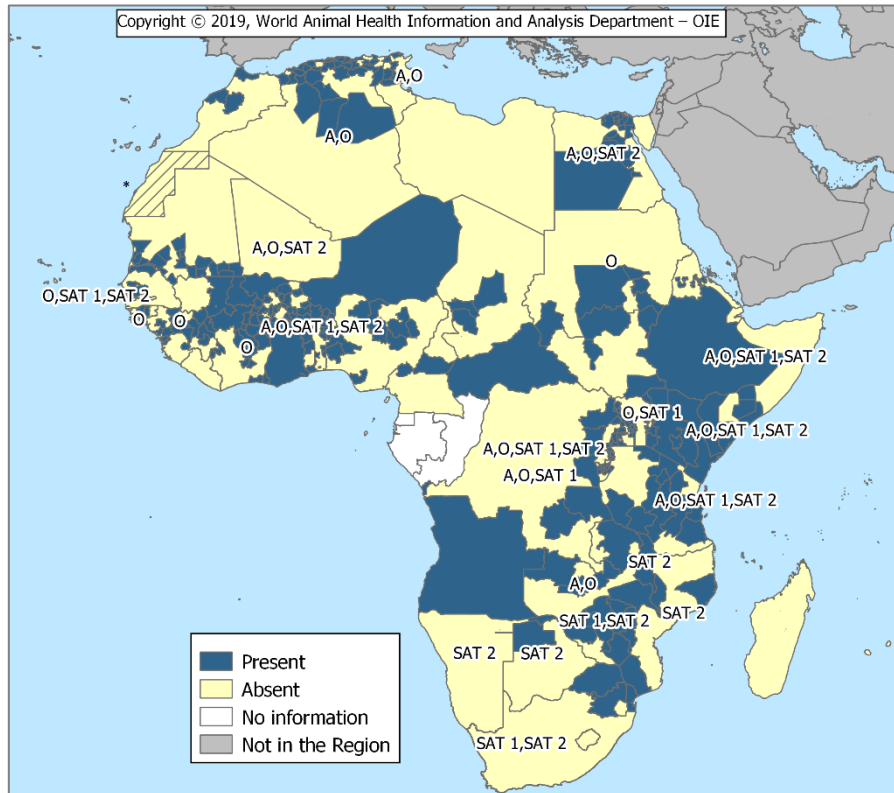 Copyright © 2019, World Animal Health Information and Analysis Department – OIE
A,O
A,O
A,O,SAT 2
*
A,O,SAT 2
O
O,SAT 1,SAT 2
O
O
A,O,SAT 1,SAT 2
O
A,O,SAT 1,SAT 2
O,SAT 1
A,O,SAT 1,SAT 2
A,O,SAT 1,SAT 2
A,O,SAT 1
A,O,SAT 1,SAT 2
SAT 2
A,O
SAT 2
SAT 1,SAT 2
SAT 2
SAT 2
SAT 1,SAT 2
Present
Absent
No information
Not in the Region